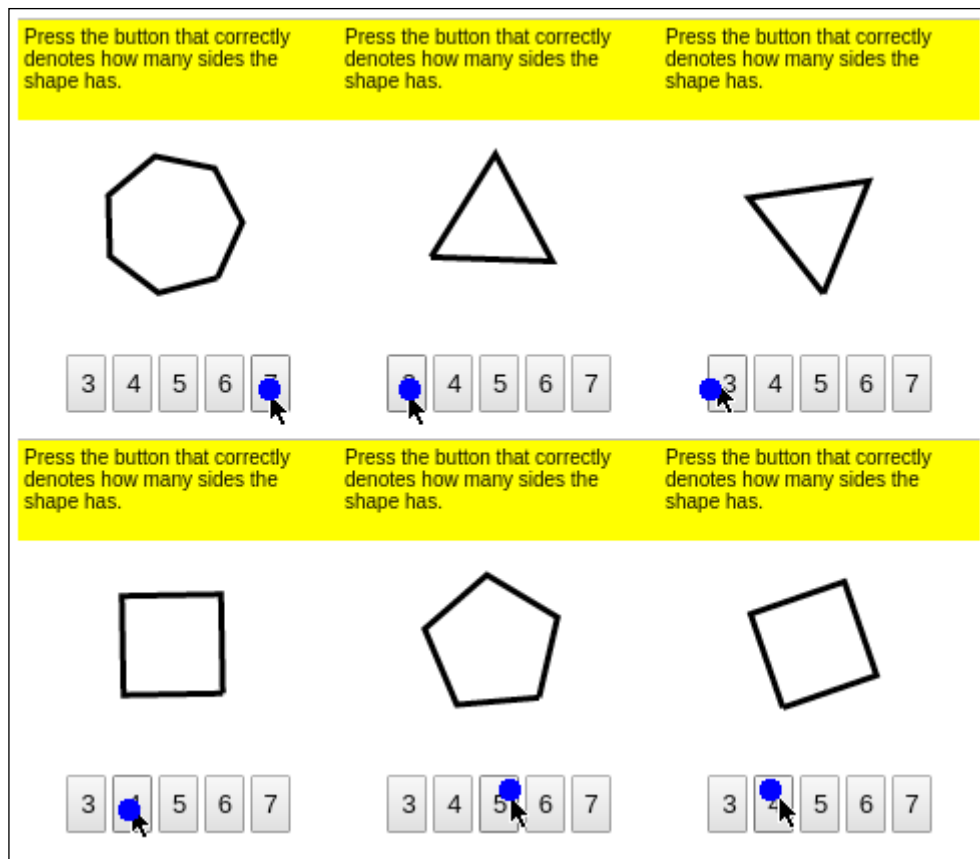 Press the button that correctly
denotes how many sides the
shape has.
Press the button that correctly
denotes how many sides the
shape has.
Press the button that correctly
denotes how many sides the
shape has.
3 4 5 6
4 5 6 7
3 4 5 6 7
Press the button that correctly
denotes how many sides the
shape has.
Press the button that correctly
denotes how many sides the
shape has.
Press the button that correctly
denotes how many sides the
shape has.
3 5 6 7
3 4 5 6 7
3 5 6 7